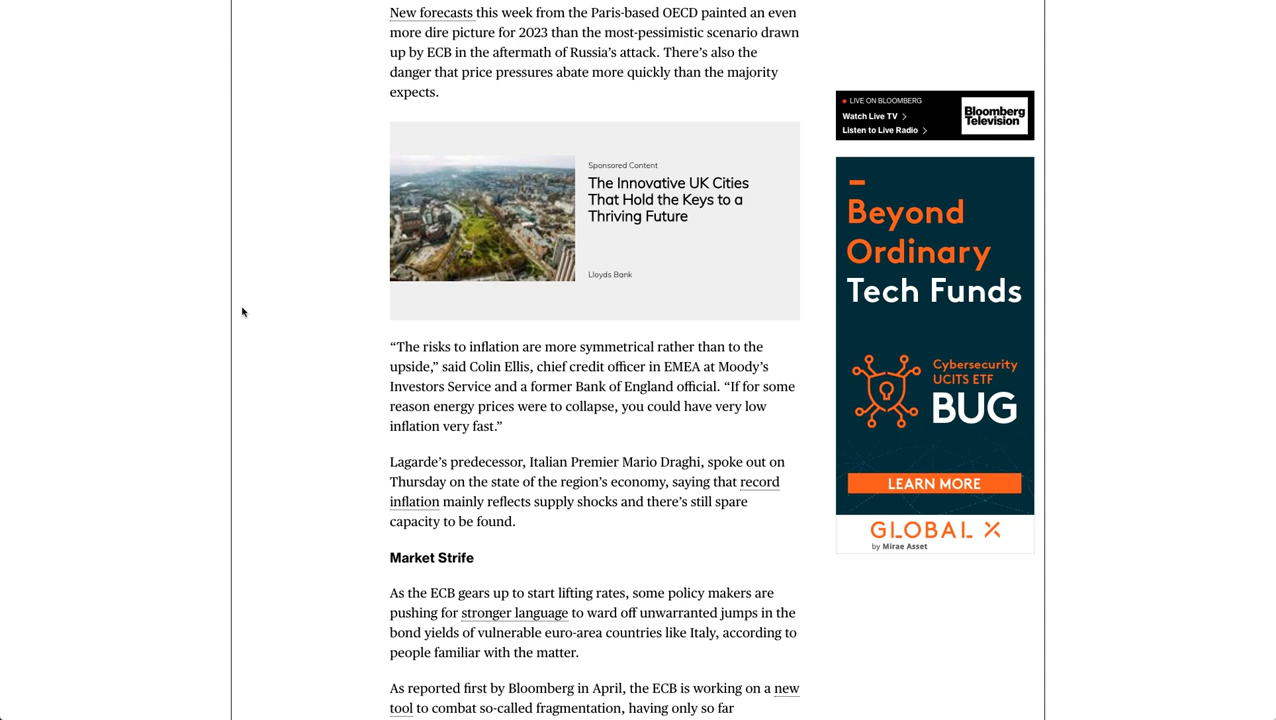 New forecasts this week from the Paris-based OECD painted an even
more dire picture for 2023 than the most-pessimistic scenario drawn
up by ECB in the aftermath of Russia’s attack. There’s also the
danger that price pressures abate more quickly than the majority
expects.
Sponsored Content
The Innovative UK Cities
That Hold the Keys to a
Thriving Future
Lloyds Bank
“The risks to inflation are more symmetrical rather than to the
upside,” said Colin Ellis, chief credit officer in EMEA at Moody’s
Investors Service and a former Bank of England official. “If for some
reason energy prices were to collapse, you could have very low
inflation very fast.”
Lagarde’s predecessor, Italian Premier Mario Draghi, spoke out on
Thursday on the state of the region’s economy, saying that record
inflation mainly reflects supply shocks and there’s still spare
capacity to be found.
Market Strife
As the ECB gears up to start lifting rates, some policy makers are
pushing for stronger language to ward off unwarranted jumps in the
bond yields of vulnerable euro-area countries like Italy, according to
people familiar with the matter.
As reported first by Bloomberg in April, the ECB is working on a new
tool to combat so-called fragmentation, having only so far
LIVE ON BLOOMBERG
Watch Live TV
Listen to Live Radio
Bloomberg
Television
Beyond
Ordinary
Tech Funds
Cybersecurity
UCITS ETF
BUG
LEARN MORE
GLOBAL X
by Mirae Asset